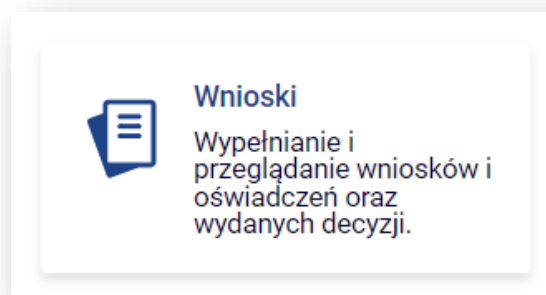 Wnioski
Wypełnianie i
przeglądanie wniosków i
oświadczeń oraz
wydanych decyzji.